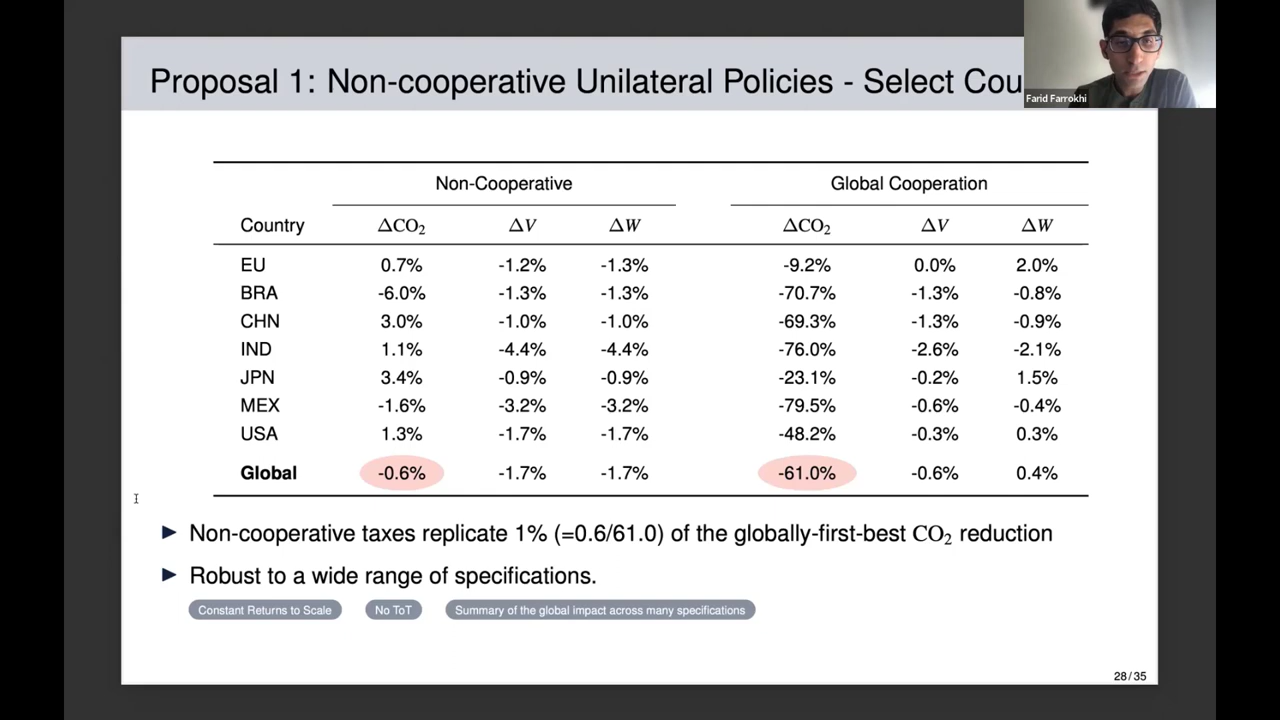 Proposal 1: Non-cooperative Unilateral Policies - Select Cou
Farid Farrokhi
Non-Cooperative Global Cooperation
Country ΔCO₂ ΔV ΔW ΔCO₂ ΔV ΔW
EU 0.7% -1.2% -1.3% -9.2% 0.0% 2.0%
BRA -6.0% -1.3% -1.3% -70.7% -1.3% -0.8%
CHN 3.0% -1.0% -1.0% -69.3% -1.3% -0.9%
IND 1.1% -4.4% -4.4% -76.0% -2.6% -2.1%
JPN 3.4% -0.9% -0.9% -23.1% -0.2% 1.5%
MEX -1.6% -3.2% -3.2% -79.5% -0.6% -0.4%
USA 1.3% -1.7% -1.7% -48.2% -0.3% 0.3%
Global -0.6% -1.7% -1.7% -61.0% -0.6% 0.4%
Non-cooperative taxes replicate 1% (=0.6/61.0) of the globally-first-best CO₂ reduction
Robust to a wide range of specifications.
Constant Returns to Scale No ToT Summary of the global impact across many specifications
28/35